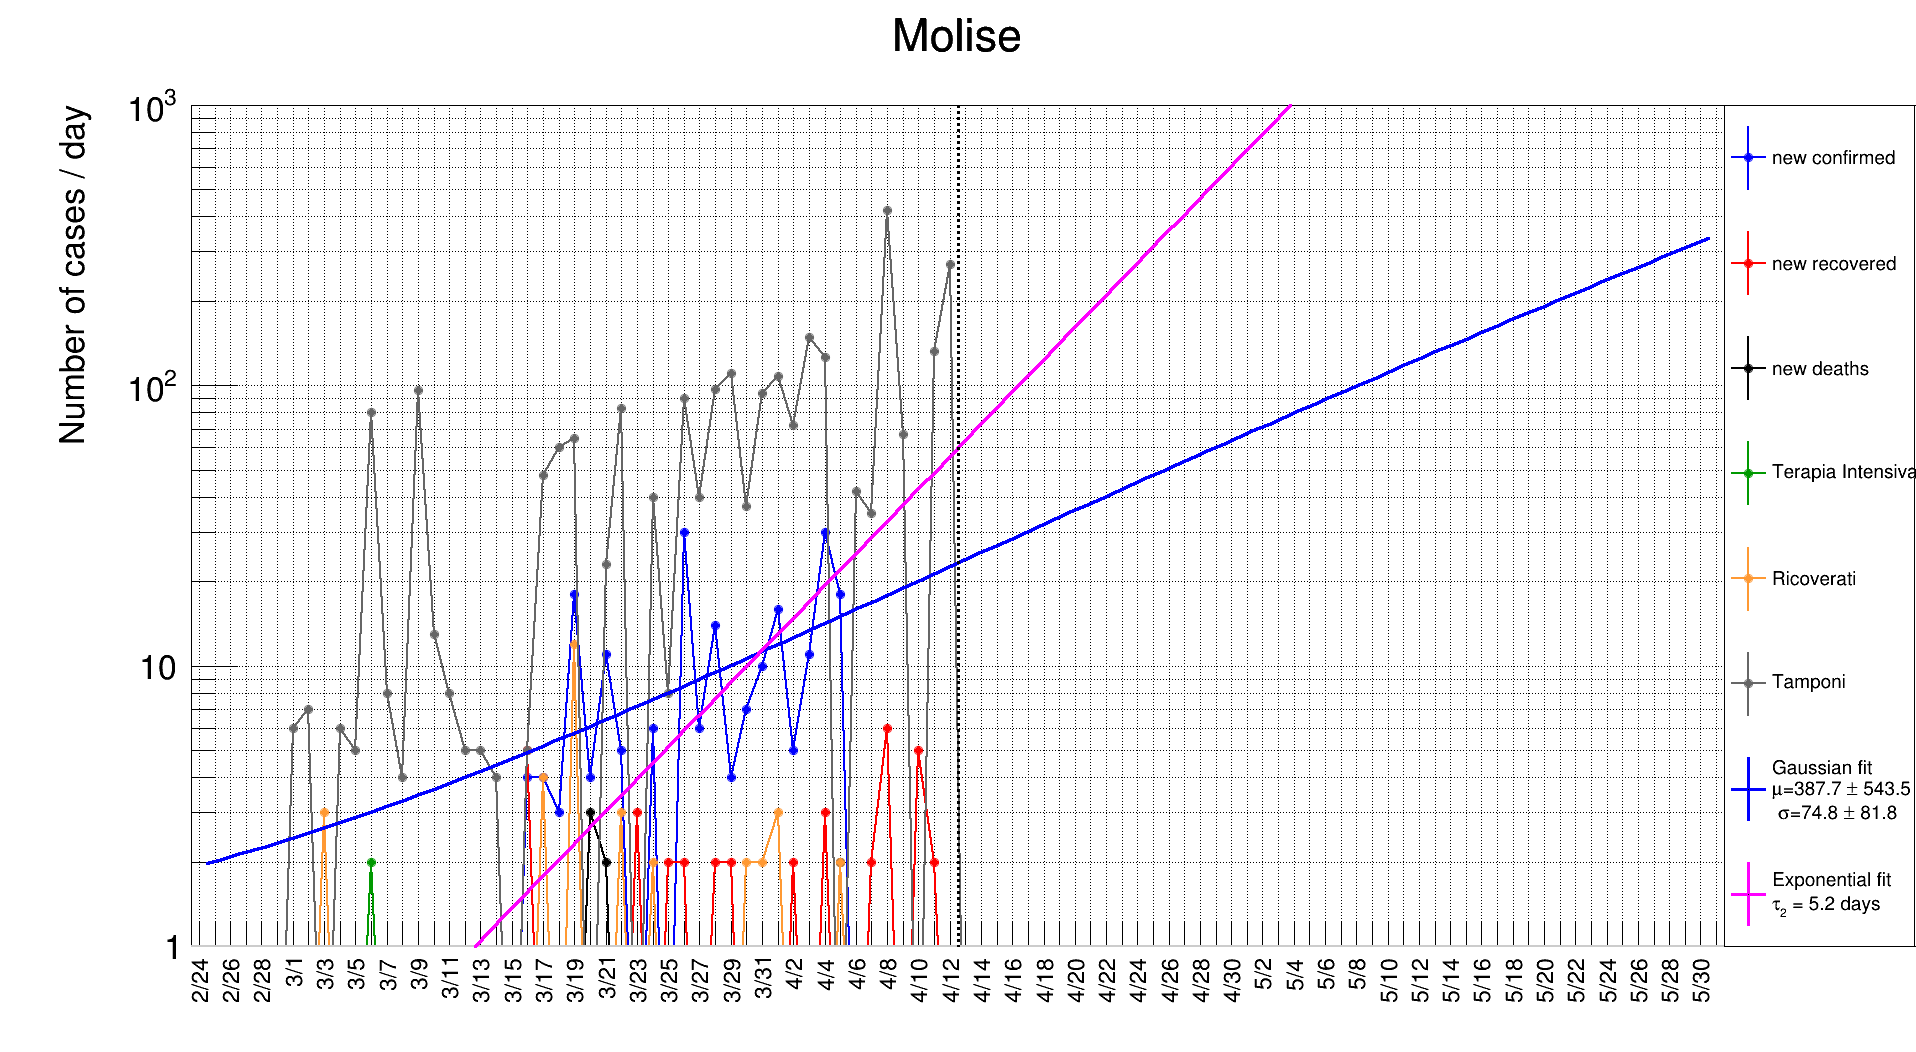 Molise
Number of cases / day
10³
10²
10
1
2/24 2/26 2/28 3/1 3/3 3/5 3/7 3/9 3/11 3/13 3/15 3/17 3/19 3/21 3/23 3/25 3/27 3/29 3/31 4/2 4/4 4/6 4/8 4/10 4/12 4/14 4/16 4/18 4/20 4/22 4/24 4/26 4/28 4/30 5/2 5/4 5/6 5/8 5/10 5/12 5/14 5/16 5/18 5/20 5/22 5/24 5/26 5/28 5/30
new confirmed
new recovered
new deaths
Terapia Intensiva
Ricoverati
Tamponi
Gaussian fit
μ=387.7 ± 543.5
σ=74.8 ± 81.8
Exponential fit
τ₂ = 5.2 days